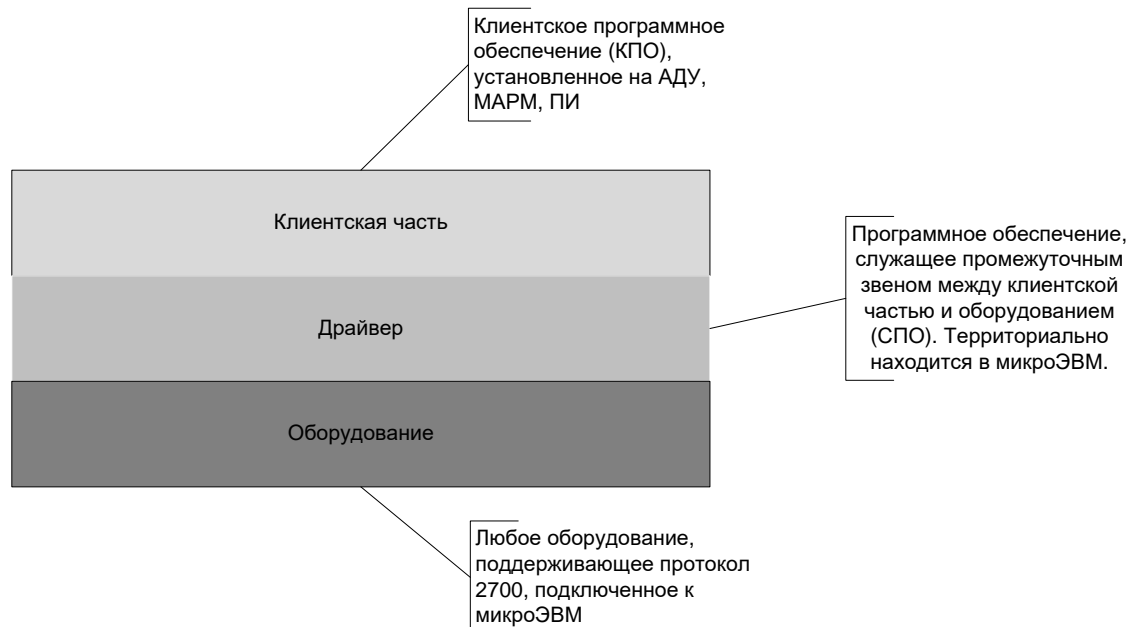 Клиентское программное
обеспечение (КПО),
установленное на АДУ,
МАРМ, ПИ
Клиентская часть
Программное обеспечение,
служащее промежуточным
звеном между клиентской
частью и оборудованием
(СПО). Территориально
находится в микроЭВМ.
Драйвер
Оборудование
Любое оборудование,
поддерживающее протокол
2700, подключенное к
микроЭВМ